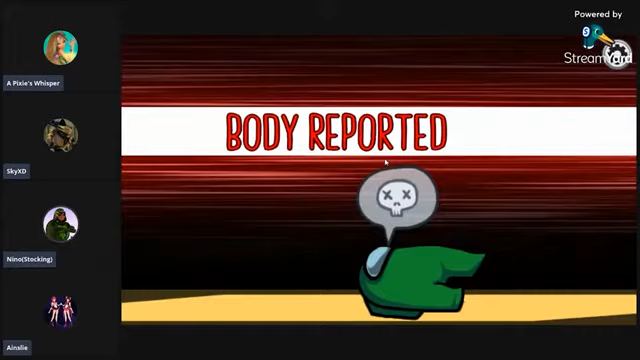 Powered by
StreamYard
A Pixie's Whisper
BODY REPORTED
SkyXD
Nino(Stocking)
Ainslie